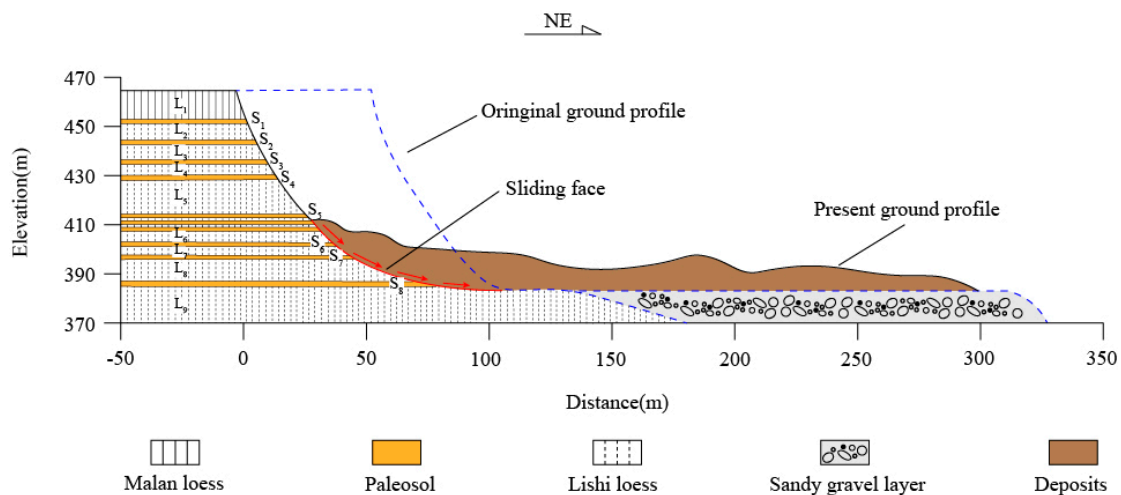 NE
470
450
430
410
390
370
Elevation(m)
L1
L2
L3
L4
L5
L6
L7
L8
L9
S1
S2
S3
S4
S5
S6
S7
S8
Oringinal ground profile
Sliding face
Present ground profile
-50
0
50
100
150
200
250
300
350
Distance(m)
Malan loess
Paleosol
Lishi loess
Sandy gravel layer
Deposits